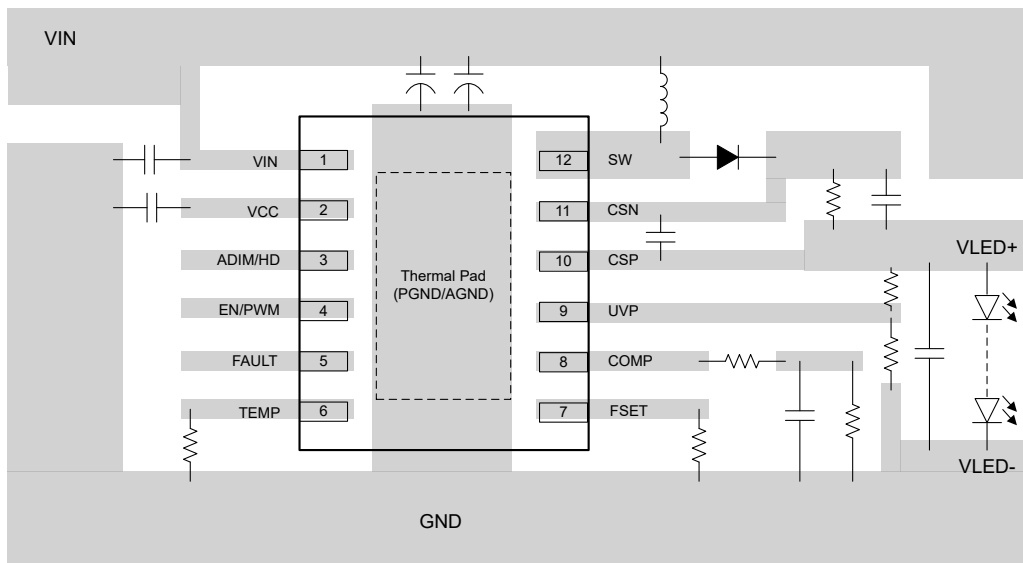 VIN
VIN
1
12
SW
VCC
2
11
CSN
ADIM/HD
3
10
CSP
VLED+
Thermal Pad
(PGND/AGND)
EN/PWM
4
9
UVP
FAULT
5
8
COMP
TEMP
6
7
FSET
VLED-
GND